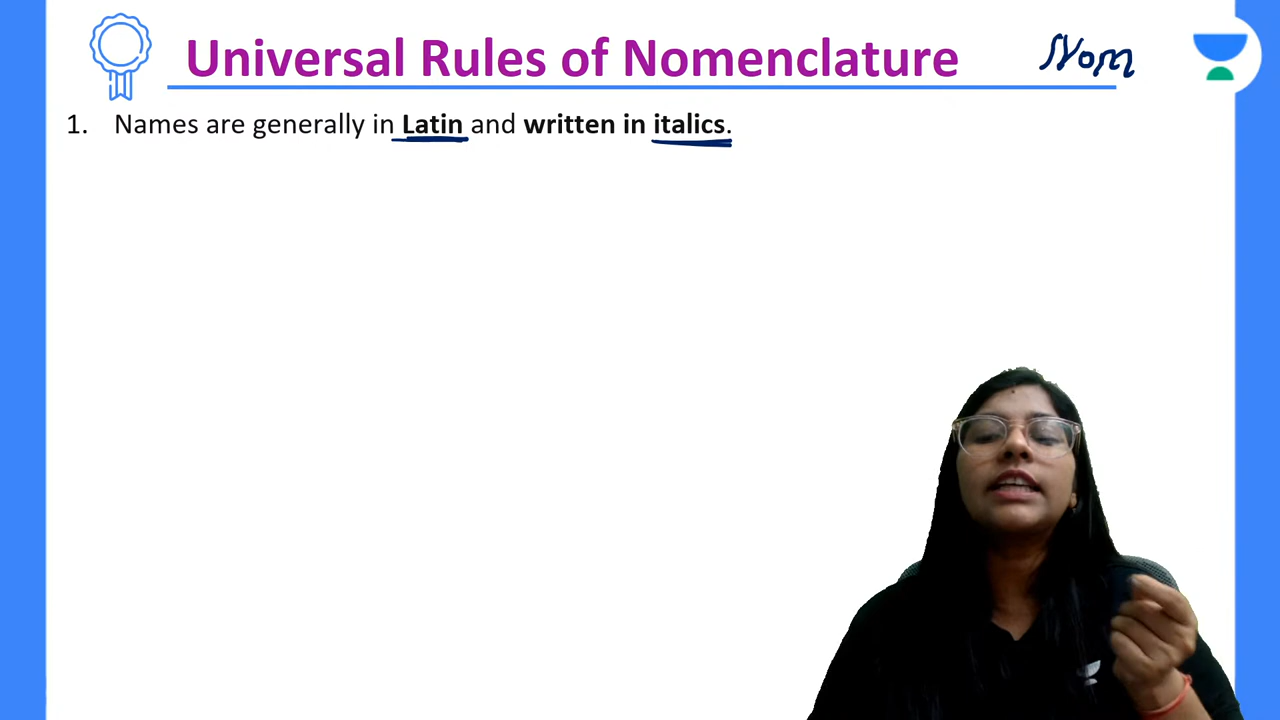 Universal Rules of Nomenclature
Nom
1. Names are generally in Latin and written in italics.